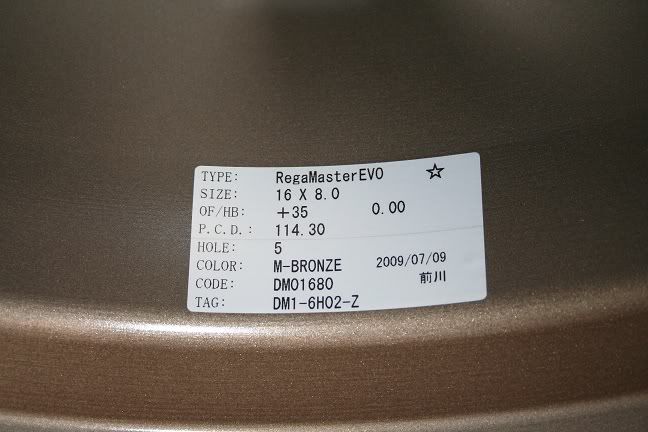 TYPE: RegaMasterEVO ☆
SIZE: 16 X 8.0
OF/HB: +35 0.00
P.C.D.: 114.30
HOLE: 5
COLOR: M-BRONZE 2009/07/09
CODE: DM01680 前川
TAG: DM1-6H02-Z